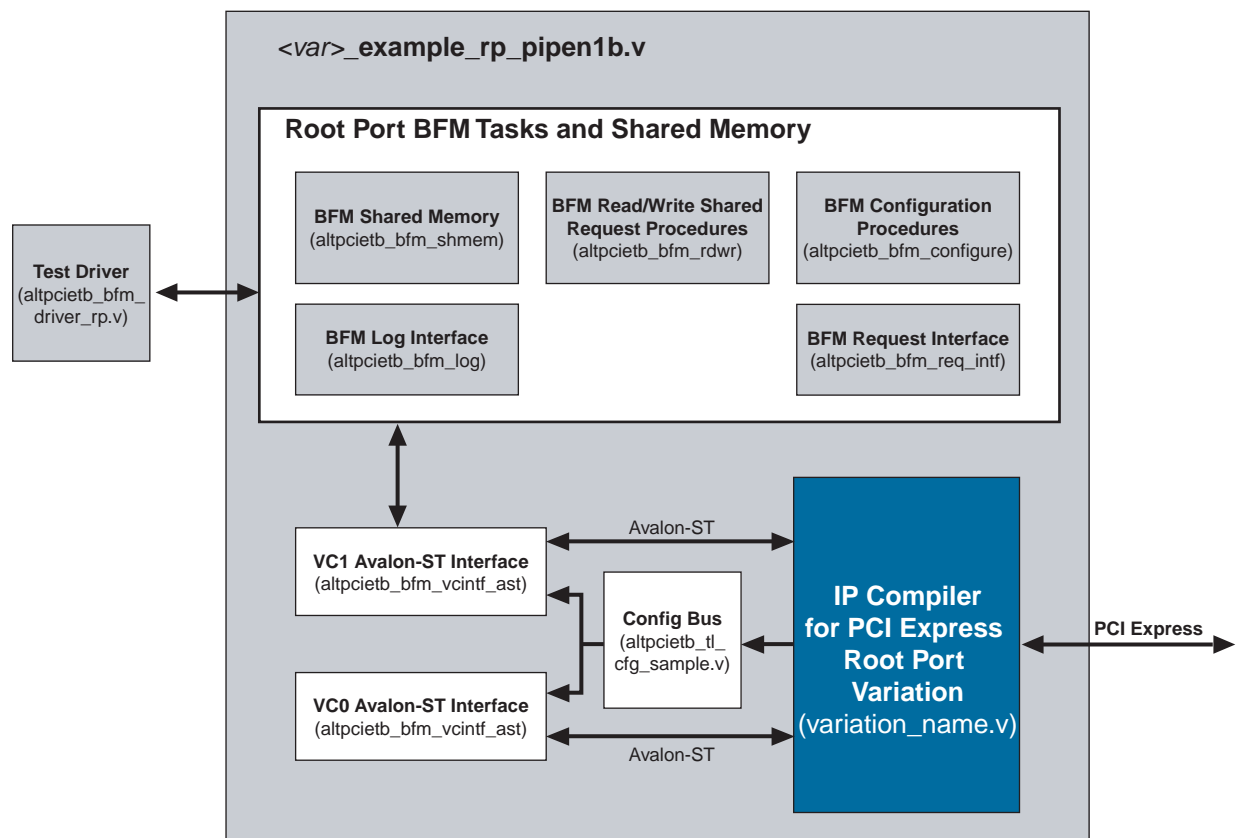 <var>_example_rp_pipen1b.v
Root Port BFM Tasks and Shared Memory
BFM Shared Memory
(altpcietb_bfm_shmem)
BFM Read/Write Shared
Request Procedures
(altpcietb_bfm_rdwr)
BFM Configuration
Procedures
(altpcietb_bfm_configure)
Test Driver
(altpcietb_bfm_
driver_rp.v)
BFM Log Interface
(altpcietb_bfm_log)
BFM Request Interface
(altpcietb_bfm_req_intf)
VC1 Avalon-ST Interface
(altpcietb_bfm_vcintf_ast)
Avalon-ST
Config Bus
(altpcietb_tl_
cfg_sample.v)
IP Compiler
for PCI Express
Root Port
Variation
(variation_name.v)
PCI Express
VC0 Avalon-ST Interface
(altpcietb_bfm_vcintf_ast)
Avalon-ST